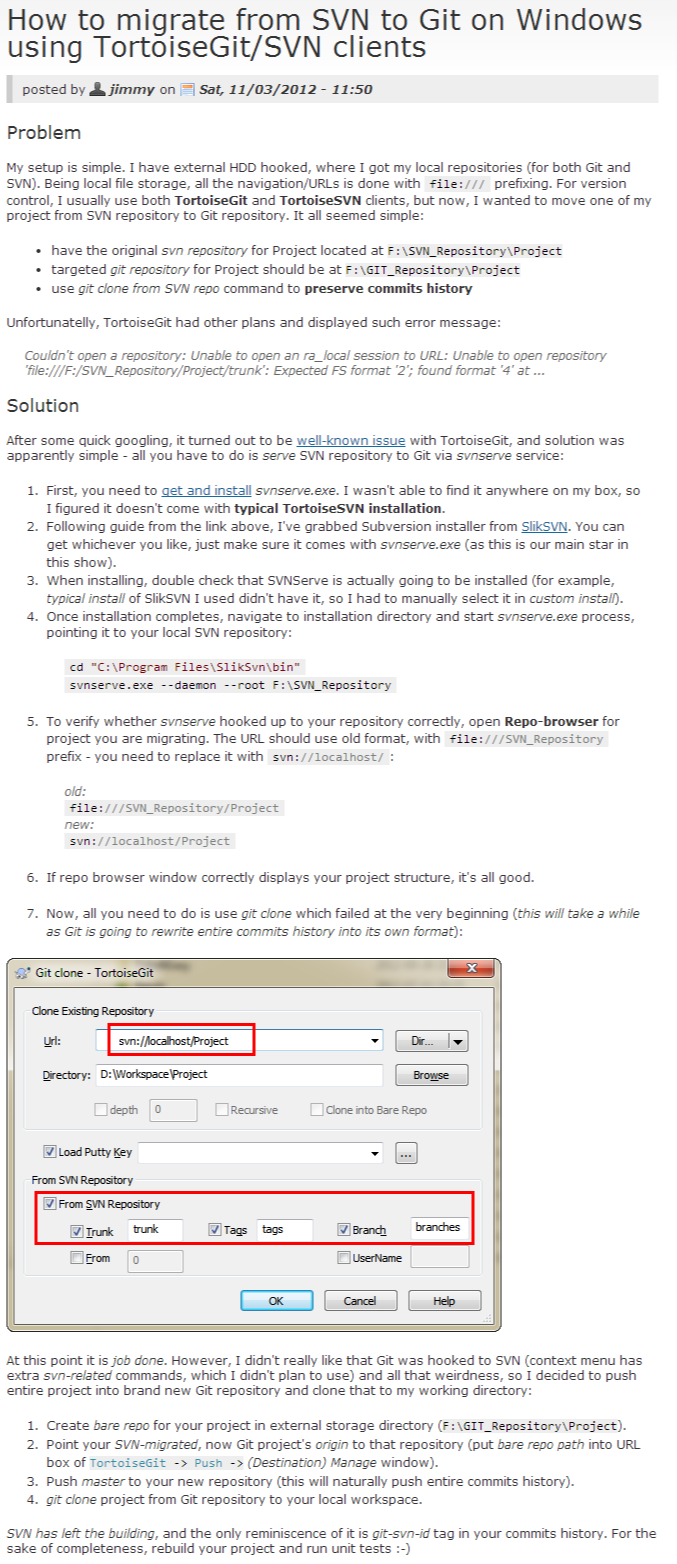 How to migrate from SVN to Git on Windows
using TortoiseGit/SVN clients
posted by jimmy on Sat, 11/03/2012 - 11:50
Problem
My setup is simple. I have external HDD hooked, where I got my local repositories (for both Git and
SVN). Being local file storage, all the navigation/URLs is done with file:/// prefixing. For version
control, I usually use both TortoiseGit and TortoiseSVN clients, but now, I wanted to move one of my
project from SVN repository to Git repository. It all seemed simple:
• have the original svn repository for Project located at F:\SVN_Repository\Project
• targeted git repository for Project should be at F:\GIT_Repository\Project
• use git clone from SVN repo command to preserve commits history
Unfortunatelly, TortoiseGit had other plans and displayed such error message:
Couldn't open a repository: Unable to open an ra_local session to URL: Unable to open repository
'file:///F:/SVN_Repository/Project/trunk': Expected FS format '2'; found format '4' at ...
Solution
After some quick googling, it turned out to be well-known issue with TortoiseGit, and solution was
apparently simple - all you have to do is serve SVN repository to Git via svnserve service:
1. First, you need to get and install svnserve.exe. I wasn't able to find it anywhere on my box, so
I figured it doesn't come with typical TortoiseSVN installation.
2. Following guide from the link above, I've grabbed Subversion installer from SlikSVN. You can
get whichever you like, just make sure it comes with svnserve.exe (as this is our main star in
this show).
3. When installing, double check that SVNServe is actually going to be installed (for example,
typical install of SlikSVN I used didn't have it, so I had to manually select it in custom install).
4. Once installation completes, navigate to installation directory and start svnserve.exe process,
pointing it to your local SVN repository:
cd "C:\Program Files\SlikSvn\bin"
svnserve.exe --daemon --root F:\SVN_Repository
5. To verify whether svnserve hooked up to your repository correctly, open Repo-browser for
project you are migrating. The URL should use old format, with file:///SVN_Repository
prefix - you need to replace it with svn://localhost/ :
old:
file:///SVN_Repository/Project
new:
svn://localhost/Project
6. If repo browser window correctly displays your project structure, it's all good.
7. Now, all you need to do is use git clone which failed at the very beginning (this will take a while
as Git is going to rewrite entire commits history into its own format):
Git clone - TortoiseGit
Clone Existing Repository
Url: svn://localhost/Project Dir...
Directory: D:\Workspace\Project Browse
depth 0 Recursive Clone into Bare Repo
Load Putty Key ...
From SVN Repository
From SVN Repository
Trunk trunk Tags tags Branch branches
From 0 UserName
OK Cancel Help
At this point it is job done. However, I didn't really like that Git was hooked to SVN (context menu has
extra svn-related commands, which I didn't plan to use) and all that weirdness, so I decided to push
entire project into brand new Git repository and clone that to my working directory:
1. Create bare repo for your project in external storage directory (F:\GIT_Repository\Project).
2. Point your SVN-migrated, now Git project's origin to that repository (put bare repo path into URL
box of TortoiseGit -> Push -> (Destination) Manage window).
3. Push master to your new repository (this will naturally push entire commits history).
4. git clone project from Git repository to your local workspace.
SVN has left the building, and the only reminiscence of it is git-svn-id tag in your commits history. For the
sake of completeness, rebuild your project and run unit tests :-)